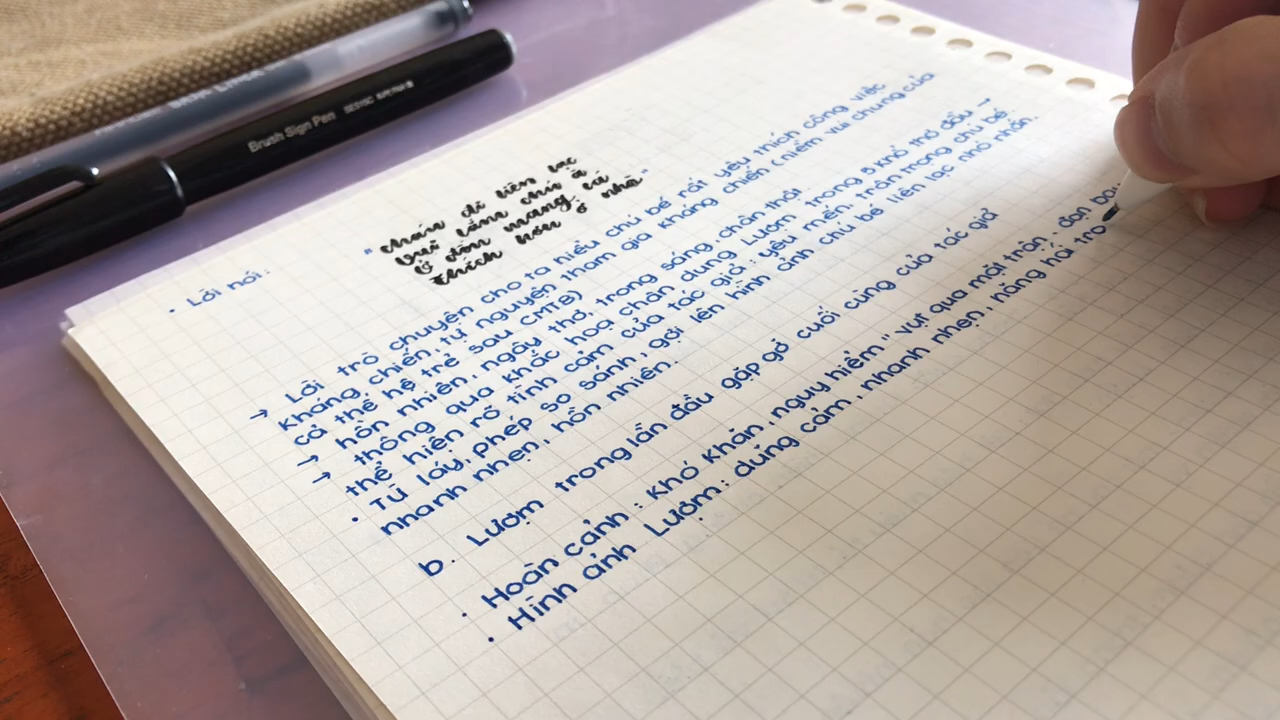 Brush Sign Pen
• Lời nói:
"Cháu đi liên lạc
Vui lắm chú à
Ở đồn mang cá
Thích hơn ở nhà"
→ Lời trò chuyện cho ta hiểu chú bé rất yêu thích công việc
kháng chiến, tự nguyện tham gia kháng chiến (niềm vui chung của
cả thế hệ trẻ sau CMT8)
→ hồn nhiên, ngây thơ, trong sáng, chân thật
→ thông qua khắc họa chân dung Lượm trong 5 khổ thơ đầu →
thể hiện rõ tình cảm của tác giả: yêu mến, trân trọng chú bé.
• Từ láy, phép so sánh, gợi lên hình ảnh chú bé liên lạc nhỏ nhắn,
nhanh nhẹn, hồn nhiên.
b. Lượm trong lần đầu gặp gỡ cuối cùng của tác giả
• Hoàn cảnh: Khó khăn, nguy hiểm "Vụt qua mặt trận, đạn ba
• Hình ảnh Lượm: dũng cảm, nhanh nhẹn, hăng hái tro